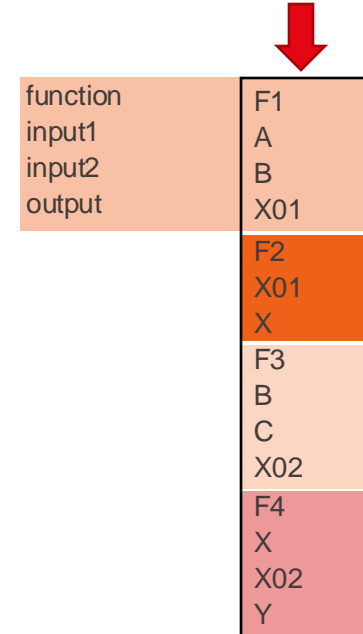 function
input1
input2
output
F1
A
B
X01
F2
X01
X
F3
B
C
X02
F4
X
X02
Y